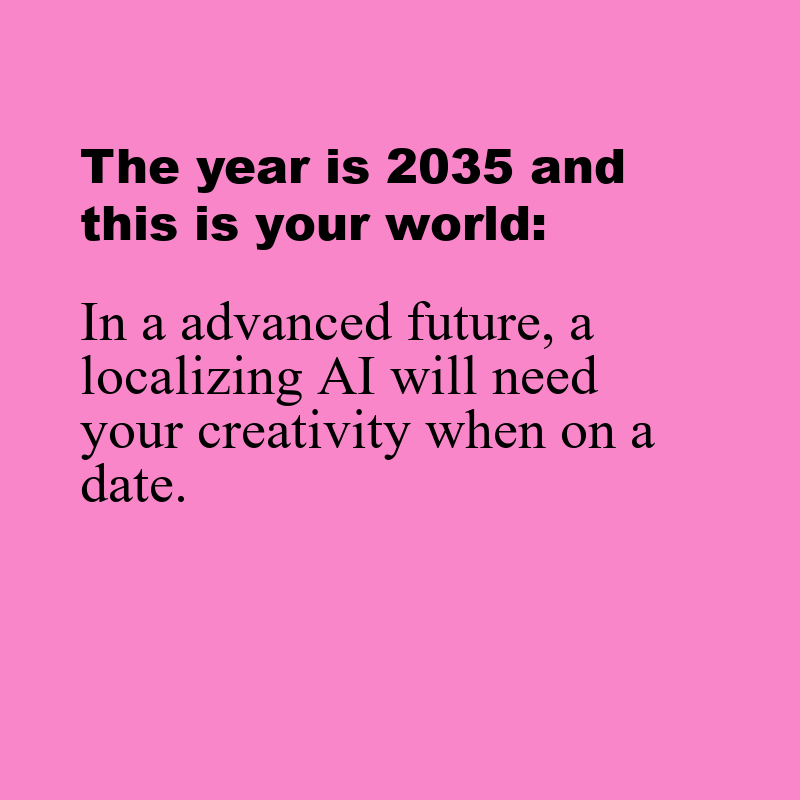 The year is 2035 and
this is your world:
In a advanced future, a
localizing AI will need
your creativity when on a
date.